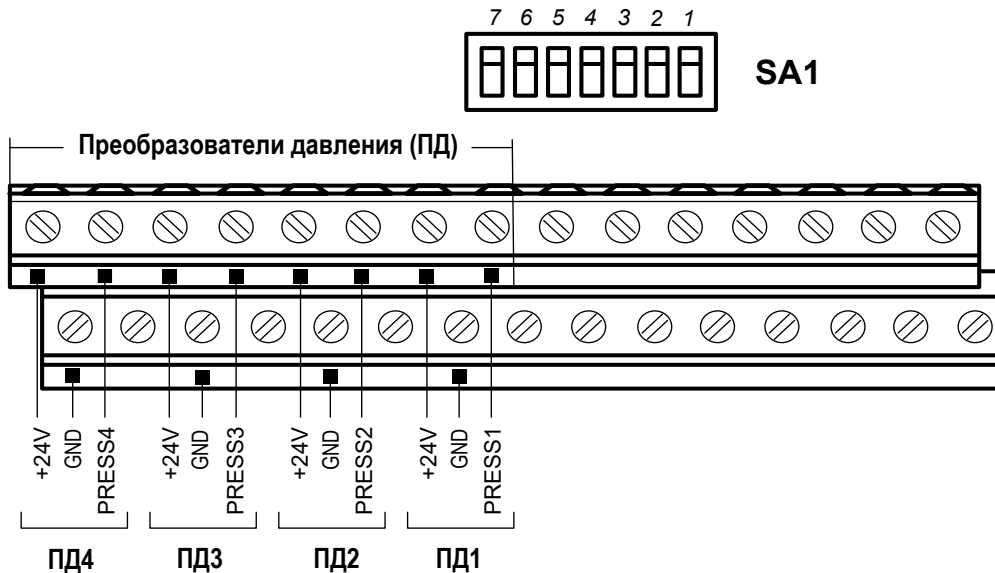 7 6 5 4 3 2 1
SA1
Преобразователи давления (ПД)
+24V GND PRESS4 +24V GND PRESS3 +24V GND PRESS2 +24V GND PRESS1
ПД4 ПД3 ПД2 ПД1